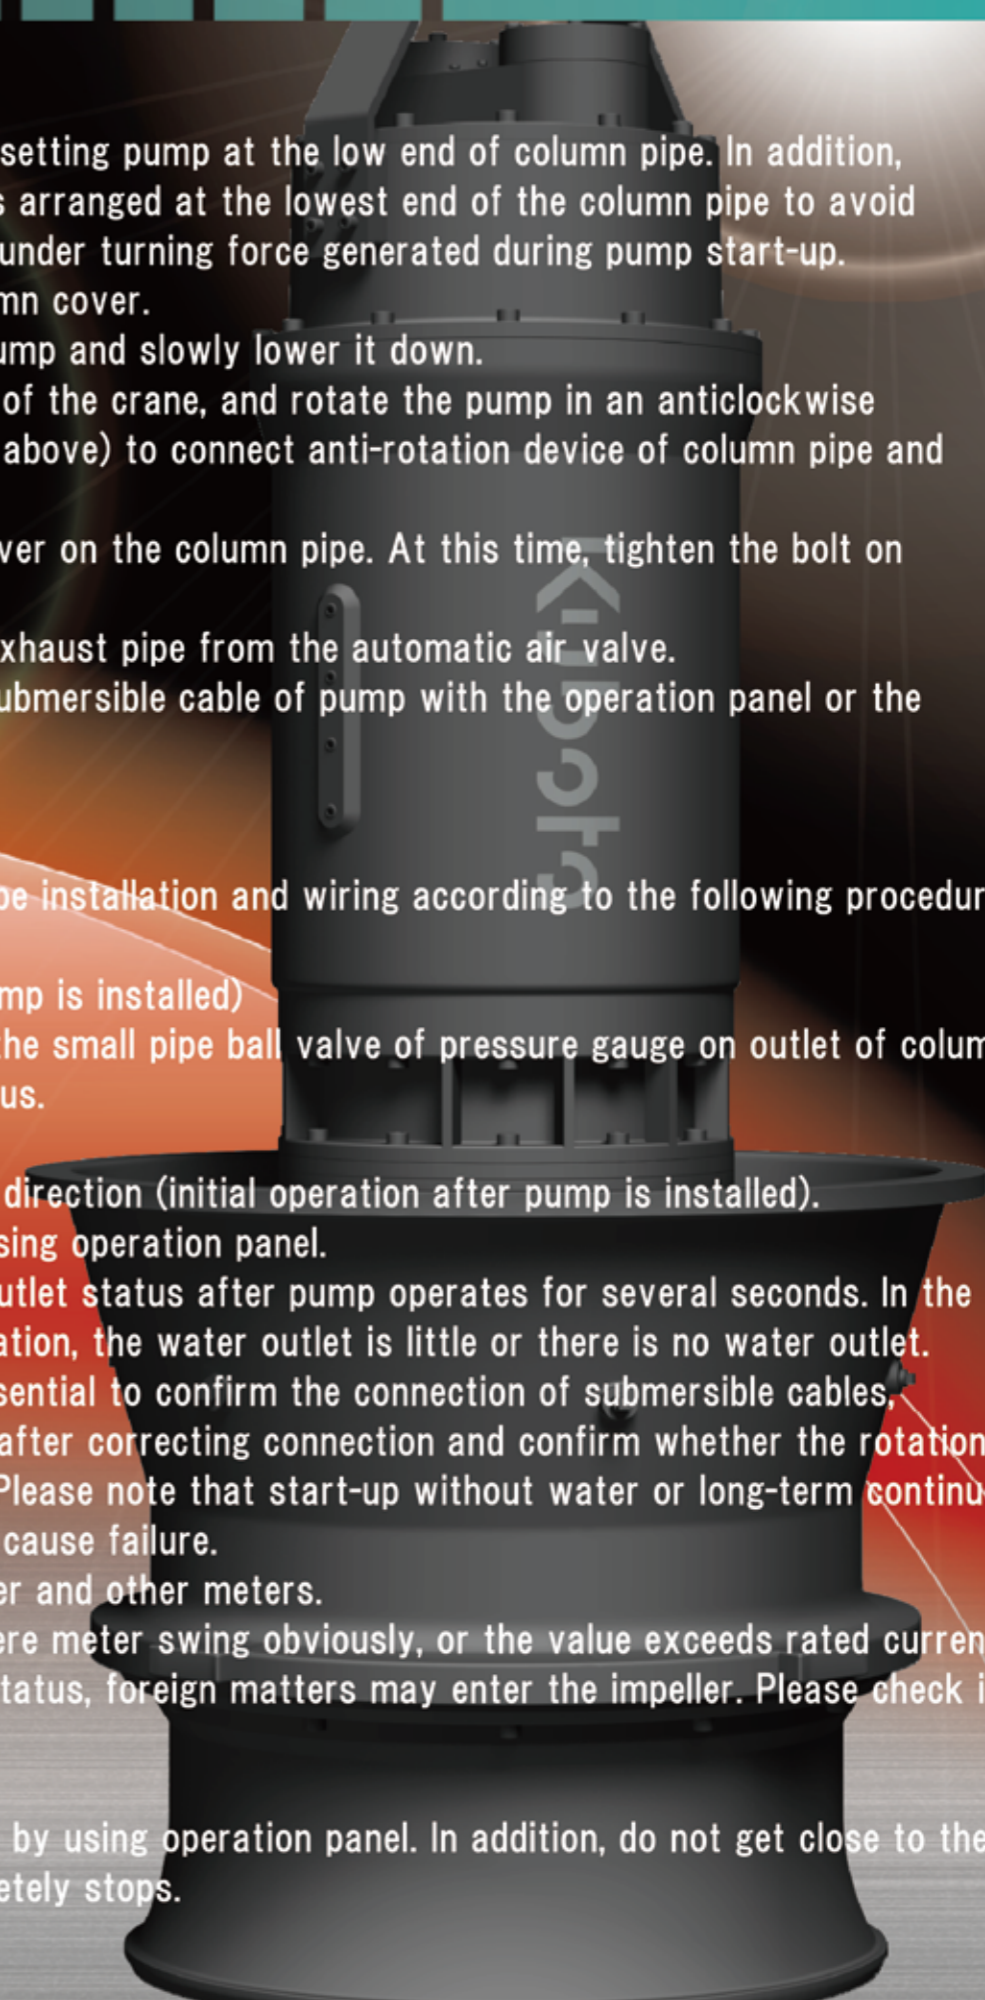 setting pump at the low end of column pipe. In addition,
arranged at the lowest end of the column pipe to avoid
under turning force generated during pump start-up.
mn cover.
ump and slowly lower it down.
of the crane, and rotate the pump in an anticlockwise
above) to connect anti-rotation device of column pipe and
ver on the column pipe. At this time, tighten the bolt on
xhaust pipe from the automatic air valve.
ubmersible cable of pump with the operation panel or the
Kubota
pe installation and wiring according to the following procedur
mp is installed)
the small pipe ball valve of pressure gauge on outlet of colum
us.
direction (initial operation after pump is installed).
sing operation panel.
utlet status after pump operates for several seconds. In the
ation, the water outlet is little or there is no water outlet.
sential to confirm the connection of submersible cables,
after correcting connection and confirm whether the rotation
Please note that start-up without water or long-term continu
cause failure.
er and other meters.
ere meter swing obviously, or the value exceeds rated curren
tatus, foreign matters may enter the impeller. Please check i
by using operation panel. In addition, do not get close to the
etely stops.